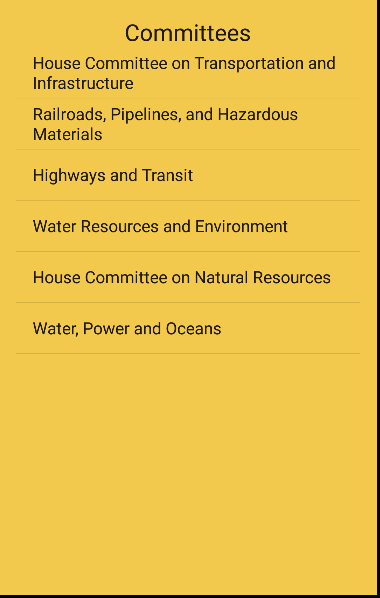 Committees
House Committee on Transportation and
Infrastructure
Railroads, Pipelines, and Hazardous
Materials
Highways and Transit
Water Resources and Environment
House Committee on Natural Resources
Water, Power and Oceans